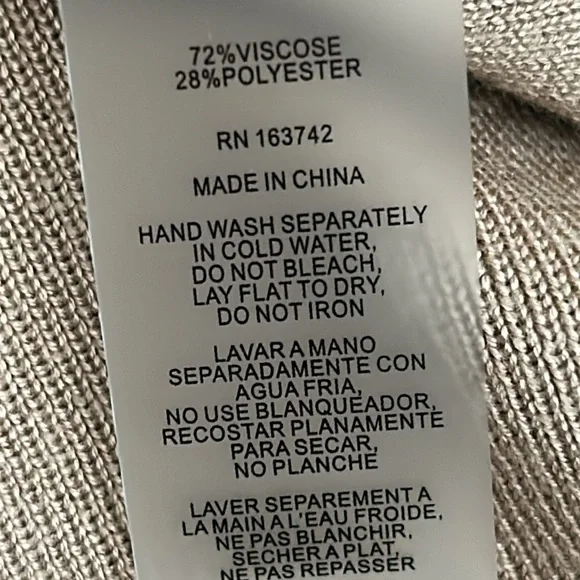 72%VISCOSE
28%POLYESTER
RN 163742
MADE IN CHINA
HAND WASH SEPARATELY
IN COLD WATER,
DO NOT BLEACH,
LAY FLAT TO DRY,
DO NOT IRON
LAVAR A MANO
SEPARADAMENTE CON
AGUA FRIA,
NO USE BLANQUEADOR,
RECOSTAR PLANAMENTE
PARA SECAR,
NO PLANCHE
LAVER SEPAREMENT A
LA MAIN A L'EAU FROIDE,
NE PAS BLANCHIR,
SECHER A PLAT,
NE PAS REPASSER